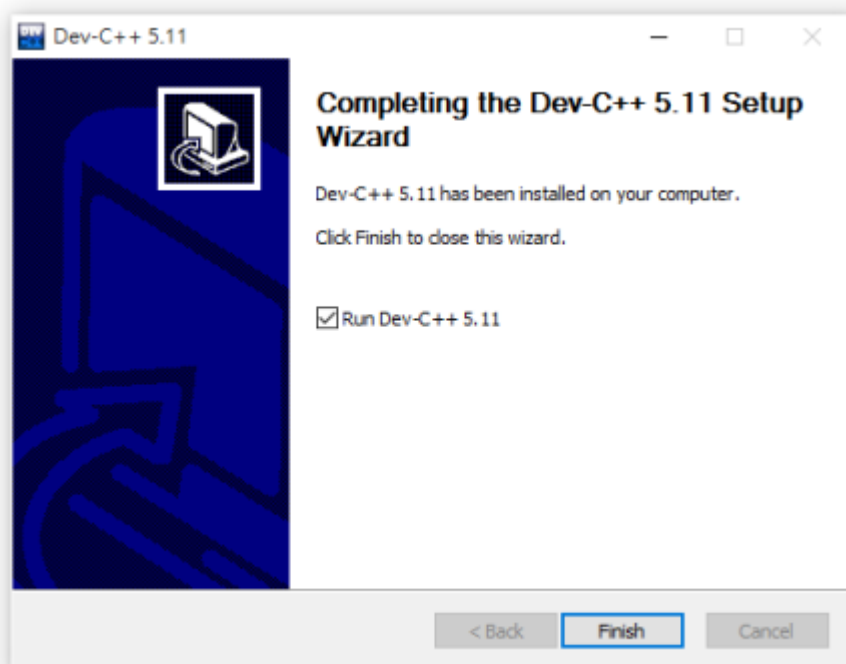 Dev-C++ 5.11
Completing the Dev-C++ 5.11 Setup
Wizard
Dev-C++ 5.11 has been installed on your computer.
Click Finish to close this wizard.
Run Dev-C++ 5.11
< Back
Finish
Cancel